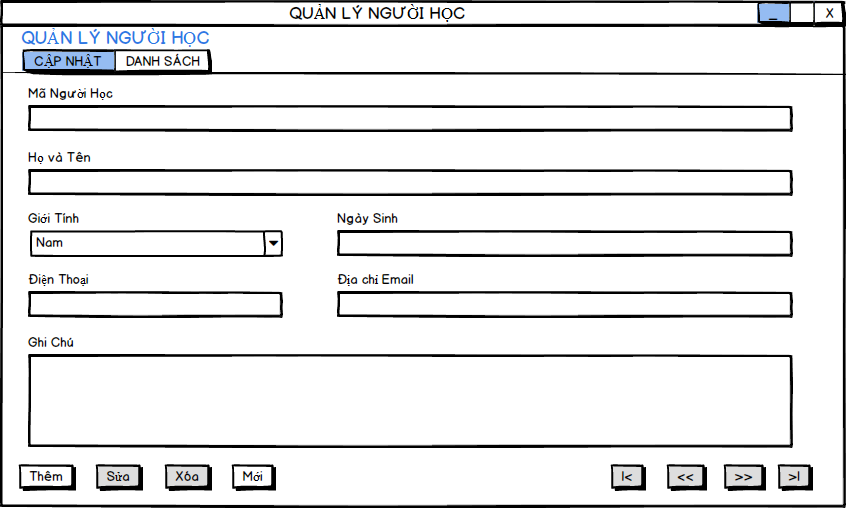 QUẢN LÝ NGƯỜI HỌC _ X
QUẢN LÝ NGƯỜI HỌC
CẬP NHẬT DANH SÁCH
Mã Người Học
Họ và Tên
Giới Tính Ngày Sinh
Nam
Điện Thoại Địa chỉ Email
Ghi Chú
Thêm Sửa Xóa Mới |< << >> >|